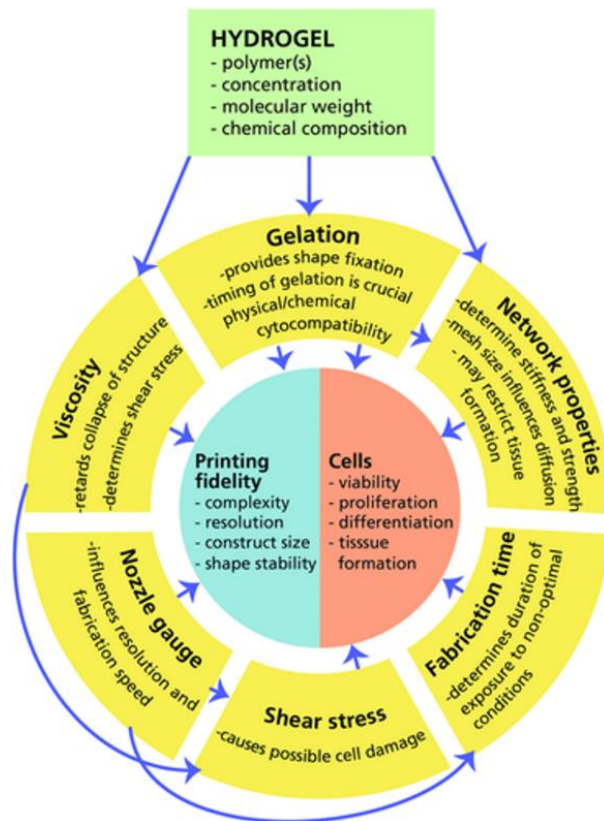 HYDROGEL
- polymer(s)
- concentration
- molecular weight
- chemical composition
Gelation
-provides shape fixation
-timing of gelation is crucial
physical/chemical
cytocompatibility
Viscosity
-retards collapse of structure
-determines shear stress
Network properties
-determine stiffness and strength
-mesh size influences diffusion
- may restrict tissue
formation
Printing
fidelity
- complexity
- resolution
- construct size
- shape stability
Cells
- viability
- proliferation
- differentiation
- tisssue
formation
Nozzle gauge
-influences resolution and
fabrication speed
Fabrication time
-determines duration of
exposure to non-optimal
conditions
Shear stress
-causes possible cell damage